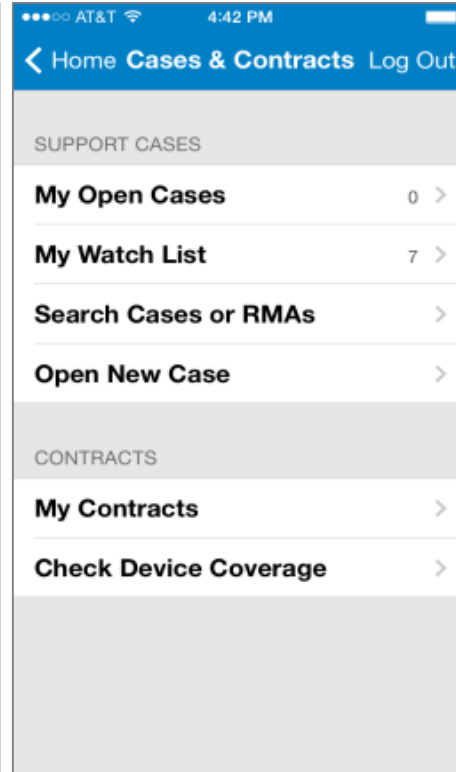 AT&T 4:42 PM
Home Cases & Contracts Log Out
SUPPORT CASES
My Open Cases 0
My Watch List 7
Search Cases or RMAs
Open New Case
CONTRACTS
My Contracts
Check Device Coverage